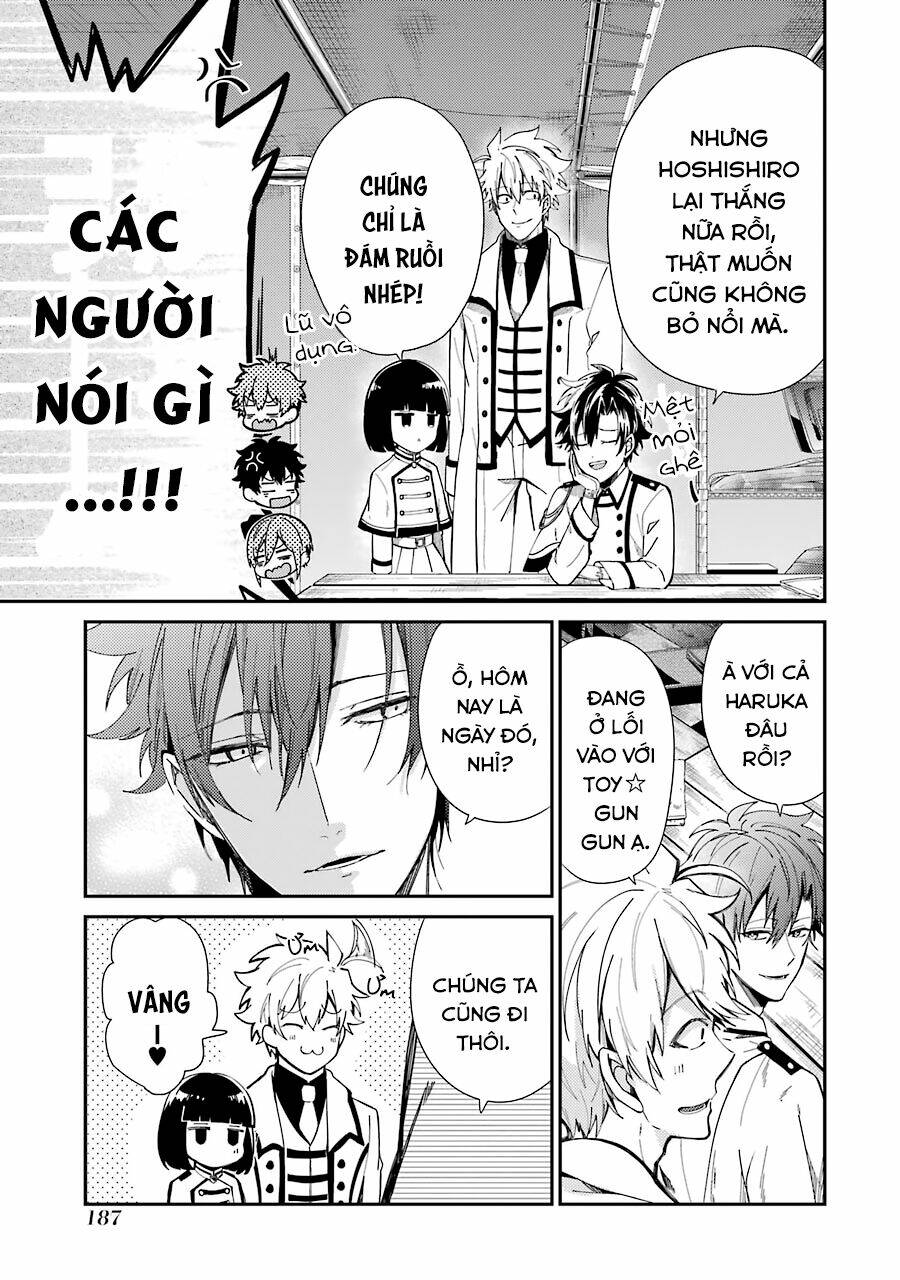 NHƯNG
HOSHISHIRO
LẠI THẮNG
NỮA RỒI,
THẬT MUỐN
CŨNG KHÔNG
BỎ NỔI MÀ.
Mệt
mỏi
ghê
CHÚNG
CHỈ LÀ
ĐÁM RUỒI
NHÉP!
Lũ vô
dụng
CÁC
NGƯỜI
NÓI GÌ
...!!!
À VỚI CẢ
HARUKA
ĐÂU
RỒI?
ĐANG
Ở LỐI
VÀO VỚI
TOY☆
GUN
GUN Ạ.
Ồ, HÔM
NAY LÀ
NGÀY ĐÓ,
NHỈ?
CHÚNG TA
CŨNG ĐI
THÔI.
ƯM
ƯM
VÂNG
I
♥
187